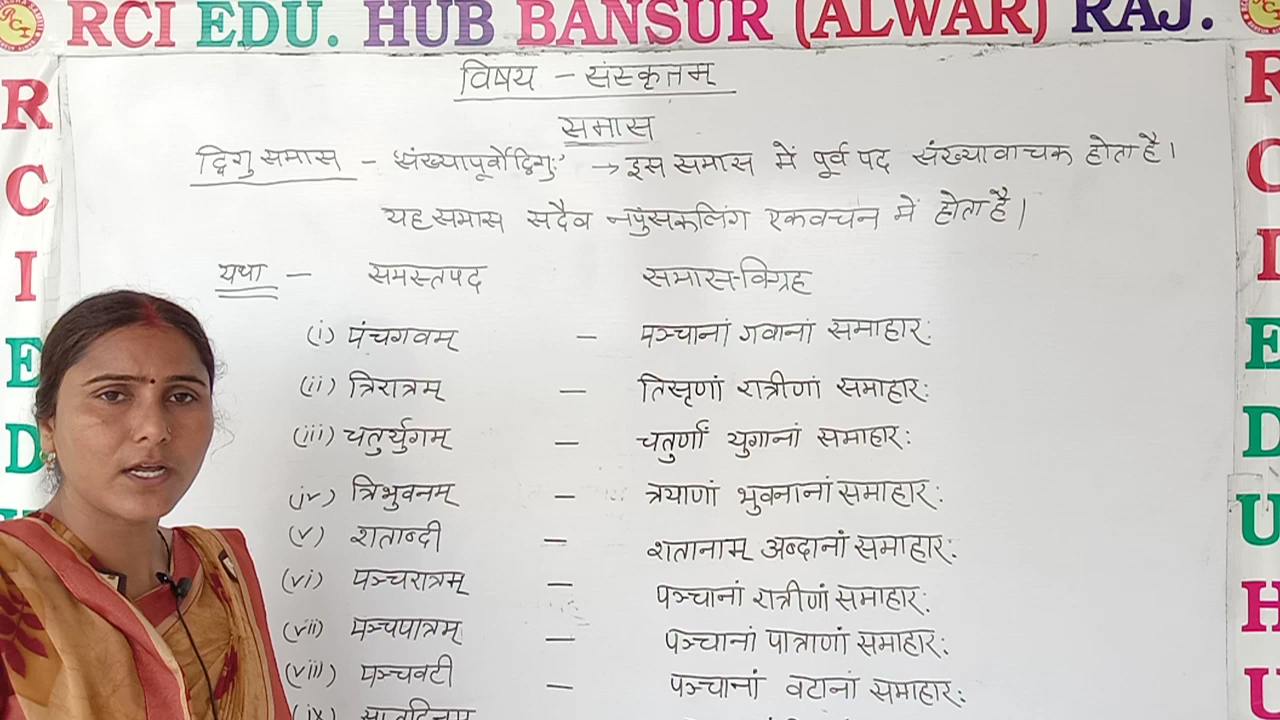 RCI EDU. HUB BANSUR (ALWAR) RAJ.
विषय – संस्कृतम्
समास
द्विगु समास – 'संख्यापूर्वोद्विगुः' → इस समास में पूर्व पद संख्यावाचक होता है।
यह समास सदैव नपुंसकलिंग एकवचन में होता है।
यथा – समस्तपद समास-विग्रह
(i) पंचगवम् – पञ्चानां गवानां समाहारः
(ii) त्रिरात्रम् – तिसृणां रात्रीणां समाहारः
(iii) चतुर्युगम् – चतुर्णां युगानां समाहारः
(iv) त्रिभुवनम् – त्रयाणां भुवनानां समाहारः
(v) शताब्दी – शतानाम् अब्दानां समाहारः
(vi) पञ्चरात्रम् – पञ्चानां रात्रीणां समाहारः
(vii) पञ्चपात्रम् – पञ्चानां पात्राणां समाहारः
(viii) पञ्चवटी – पञ्चानां वटानां समाहारः
(ix)
R
C
I
E
D
R
C
I
E
D
U
H
U